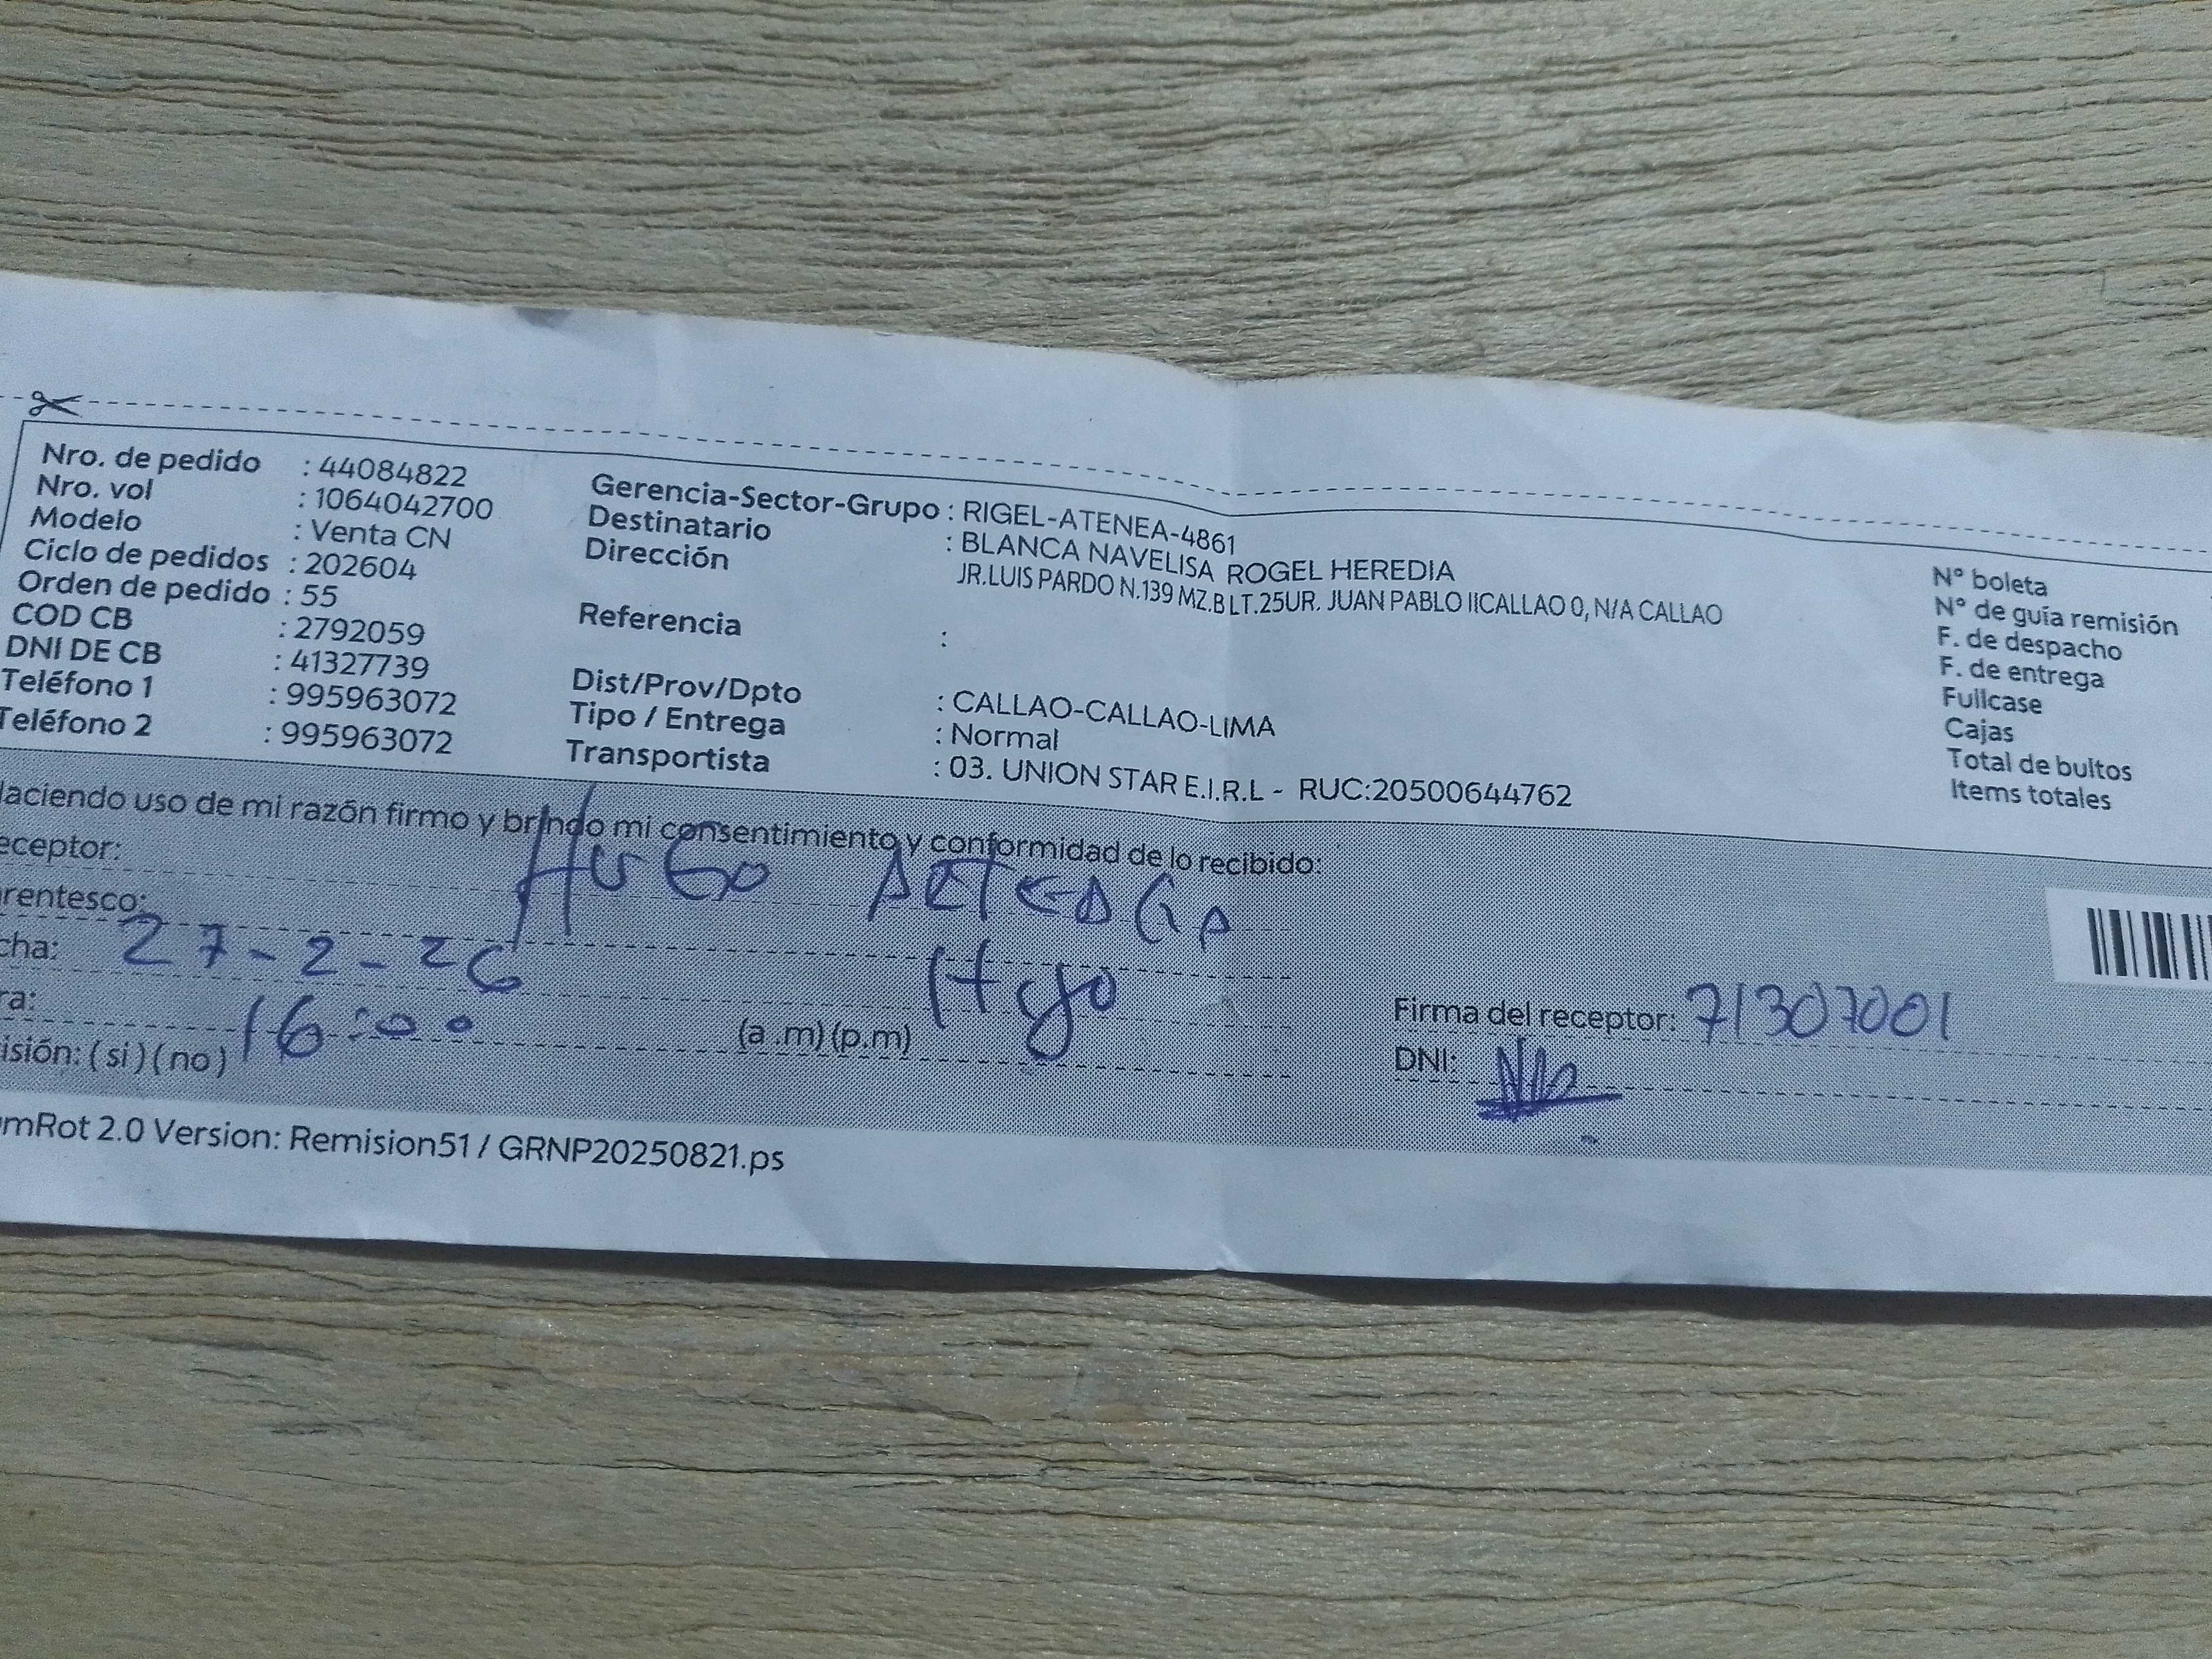 Nro. de pedido : 44084822
Nro. vol : 1064042700
Modelo : Venta CN
Ciclo de pedidos : 202604
Orden de pedido : 55
COD CB : 2792059
DNI DE CB : 41327739
Teléfono 1 : 995963072
Teléfono 2 : 995963072
Gerencia-Sector-Grupo : RIGEL-ATENEA-4861
Destinatario : BLANCA NAVELISA ROGEL HEREDIA
Dirección JR.LUIS PARDO N.139 MZ.B LT.25UR. JUAN PABLO IICALLAO 0, N/A CALLAO
Referencia :
Dist/Prov/Dpto : CALLAO-CALLAO-LIMA
Tipo / Entrega : Normal
Transportista : 03. UNION STAR E.I.R.L - RUC:20500644762
N° boleta
N° de guía remisión
F. de despacho
F. de entrega
Fullcase
Cajas
Total de bultos
Items totales
Haciendo uso de mi razón firmo y brindo mi consentimiento y conformidad de lo recibido:
eceptor: HuGo ARTEAGA
rentesco: Hijo
cha: 27-2-26
ra: 16:00 (a.m)(p.m)
isión: (si)(no)
Firma del receptor: 71307001
DNI:
mRot 2.0 Version: Remision51 / GRNP20250821.ps